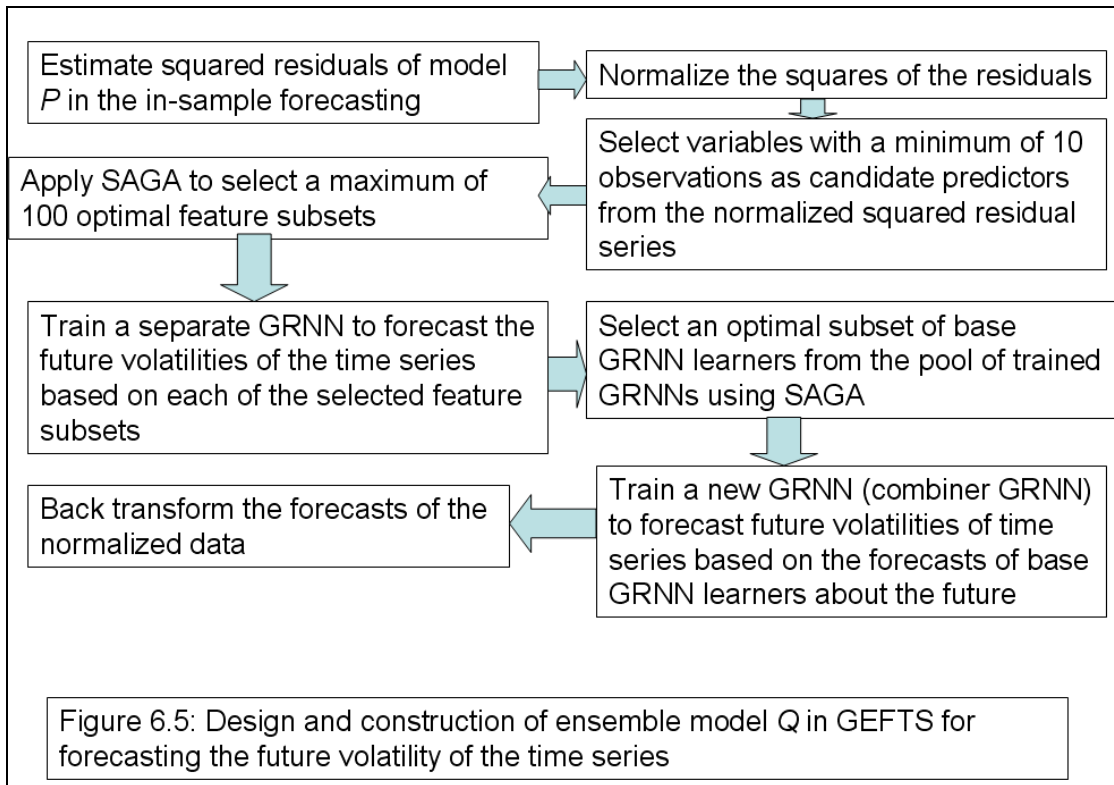 Estimate squared residuals of model
P in the in-sample forecasting
Normalize the squares of the residuals
Select variables with a minimum of 10
observations as candidate predictors
from the normalized squared residual
series
Apply SAGA to select a maximum of
100 optimal feature subsets
Train a separate GRNN to forecast the
future volatilities of the time series
based on each of the selected feature
subsets
Select an optimal subset of base
GRNN learners from the pool of trained
GRNNs using SAGA
Train a new GRNN (combiner GRNN)
to forecast future volatilities of time
series based on the forecasts of base
GRNN learners about the future
Back transform the forecasts of the
normalized data
Figure 6.5: Design and construction of ensemble model Q in GEFTS for
forecasting the future volatility of the time series